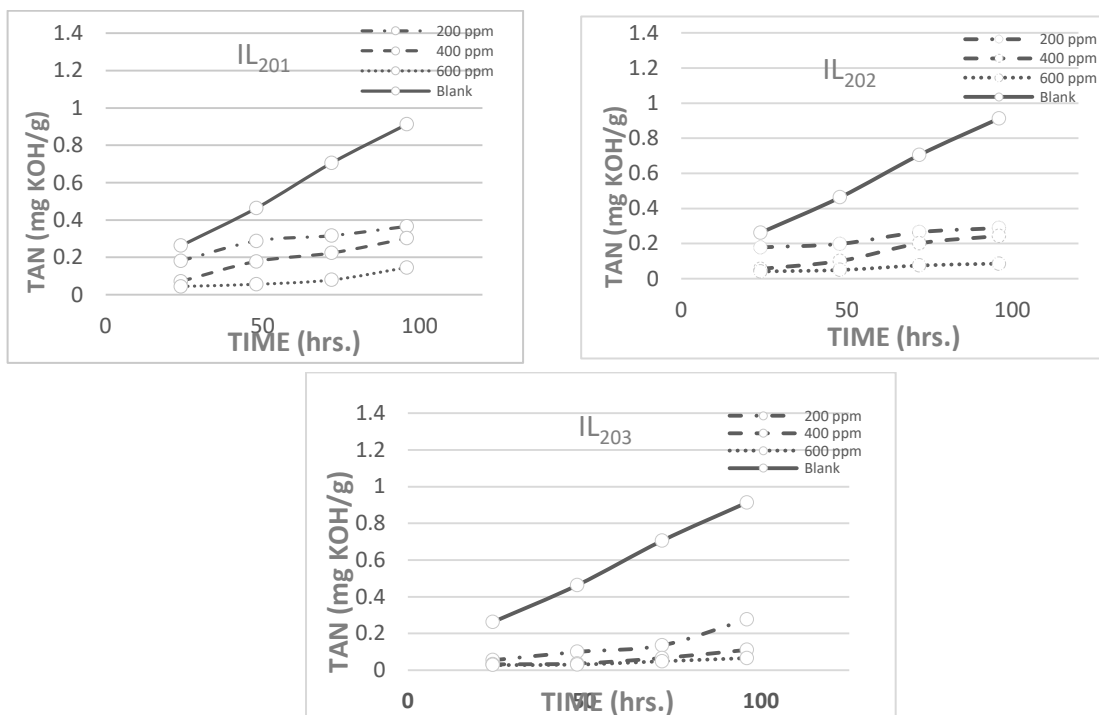 1.4
1.2
1
0.8
0.6
0.4
0.2
0
TAN (mg KOH/g)
IL201
200 ppm
400 ppm
600 ppm
Blank
0
50
100
TIME (hrs.)
1.4
1.2
1
0.8
0.6
0.4
0.2
0
TAN (mg KOH/g)
IL202
200 ppm
400 ppm
600 ppm
Blank
0
50
100
TIME (hrs.)
1.4
1.2
1
0.8
0.6
0.4
0.2
0
TAN (mg KOH/g)
IL203
200 ppm
400 ppm
600 ppm
Blank
0
50
100
TIME (hrs.)